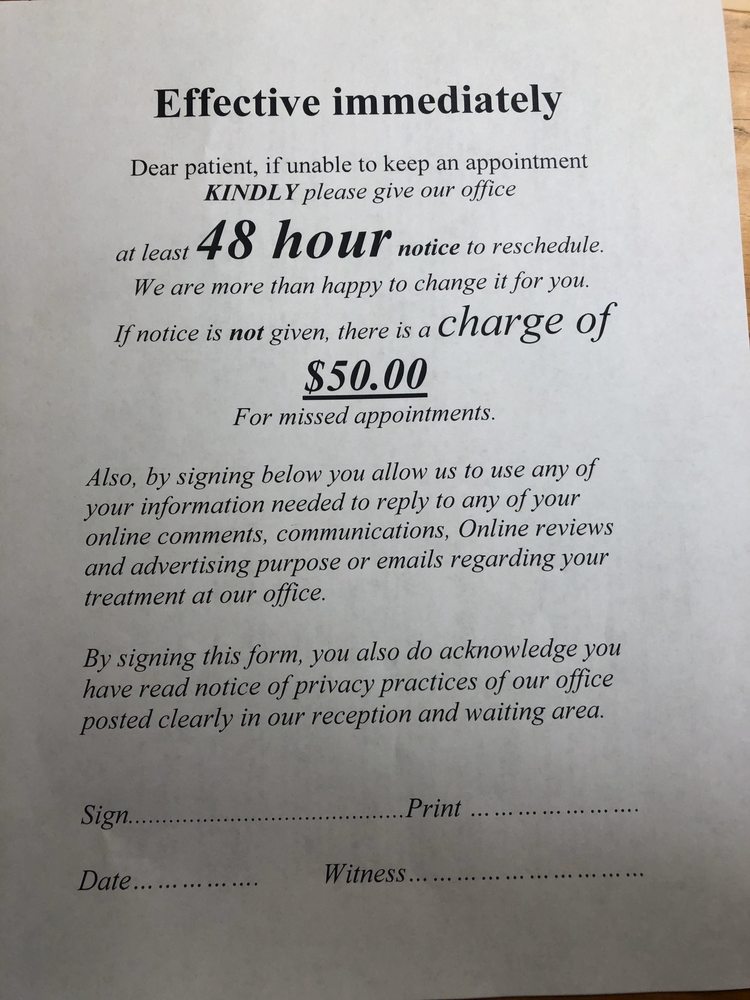 Effective immediately
Dear patient, if unable to keep an appointment
KINDLY please give our office
at least 48 hour notice to reschedule.
We are more than happy to change it for you.
If notice is not given, there is a charge of
$50.00
For missed appointments.
Also, by signing below you allow us to use any of
your information needed to reply to any of your
online comments, communications, Online reviews
and advertising purpose or emails regarding your
treatment at our office.
By signing this form, you also do acknowledge you
have read notice of privacy practices of our office
posted clearly in our reception and waiting area.
Sign.........................................Print ........................
Date................ Witness..............................